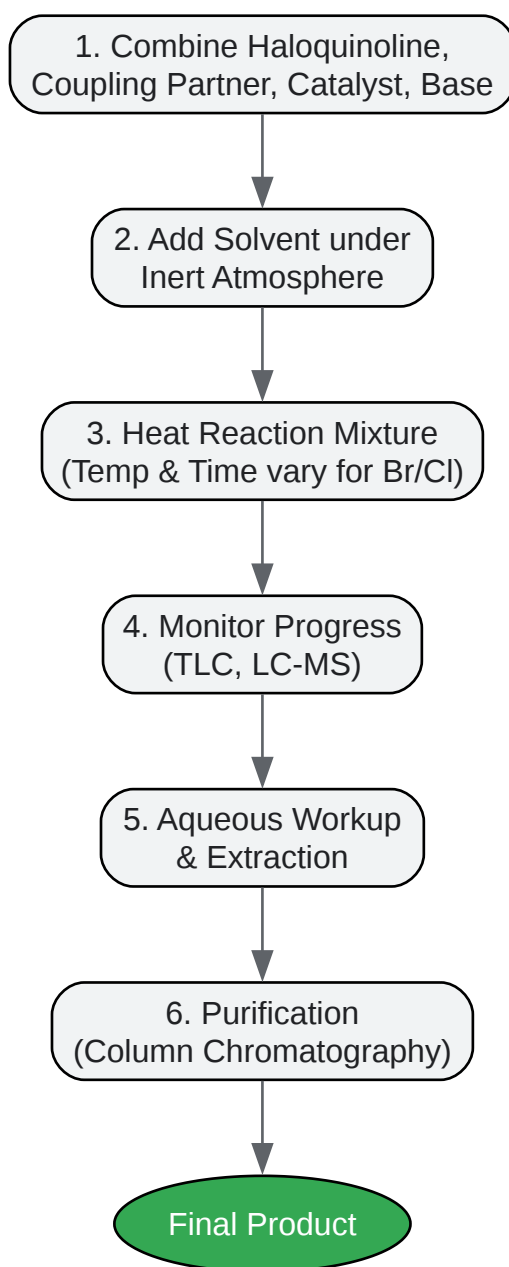 1. Combine Haloquinoline,
Coupling Partner, Catalyst, Base
2. Add Solvent under
Inert Atmosphere
3. Heat Reaction Mixture
(Temp & Time vary for Br/Cl)
4. Monitor Progress
(TLC, LC-MS)
5. Aqueous Workup
& Extraction
6. Purification
(Column Chromatography)
Final Product